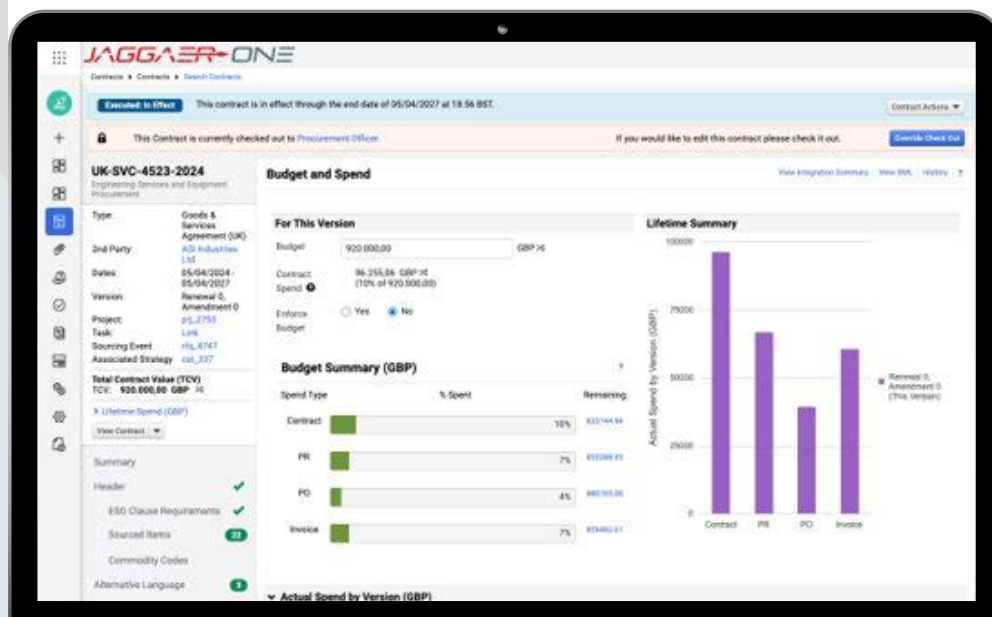 JAGGAER ONE
Contracts Contracts Search Contracts
Executed: In Effect This contract is in effect through the end date of 05/04/2027 at 18.56 BST.
Contract Actions
This Contract is currently checked out to Procurement Officer
If you would like to edit this contract please check it out.
Override Check Out
UK-SVC-4523-2024
Engineering Services and Equipment
Procurement
Type: Goods &
Services
Agreement (UK)
2nd Party: Industries
Ltd
Dates 05/04/2024 -
05/04/2027
Version: Renewal 0,
Amendment 0
Project:
Task: Link
Sourcing Event
Associated Strategy
Total Contract Value (TCV)
TCV: 920.000,00 GBP
Lifetime Spend (GBP)
View Contract
Summary
Header
ESG Clause Requirements
Sourced Items 22
Commodity Codes
Alternative Language 3
Budget and Spend
View Integration Summary View XML History ?
For This Version
Budget 920.000,00 GBP
Contract 96.255,06 GBP
Spend (10% of 920.000,00)
Enforce Yes No
Budget
Budget Summary (GBP) ?
Spend Type % Spent Remaining
Contract 10%
PR 7%
PO 4%
Invoice 7%
Actual Spend by Version (GBP)
Lifetime Summary
Actual Spend by Version (GBP)
100000
75000
50000
25000
0
Contract PR PO Invoice
Renewal 0,
Amendment 0
(This Version)